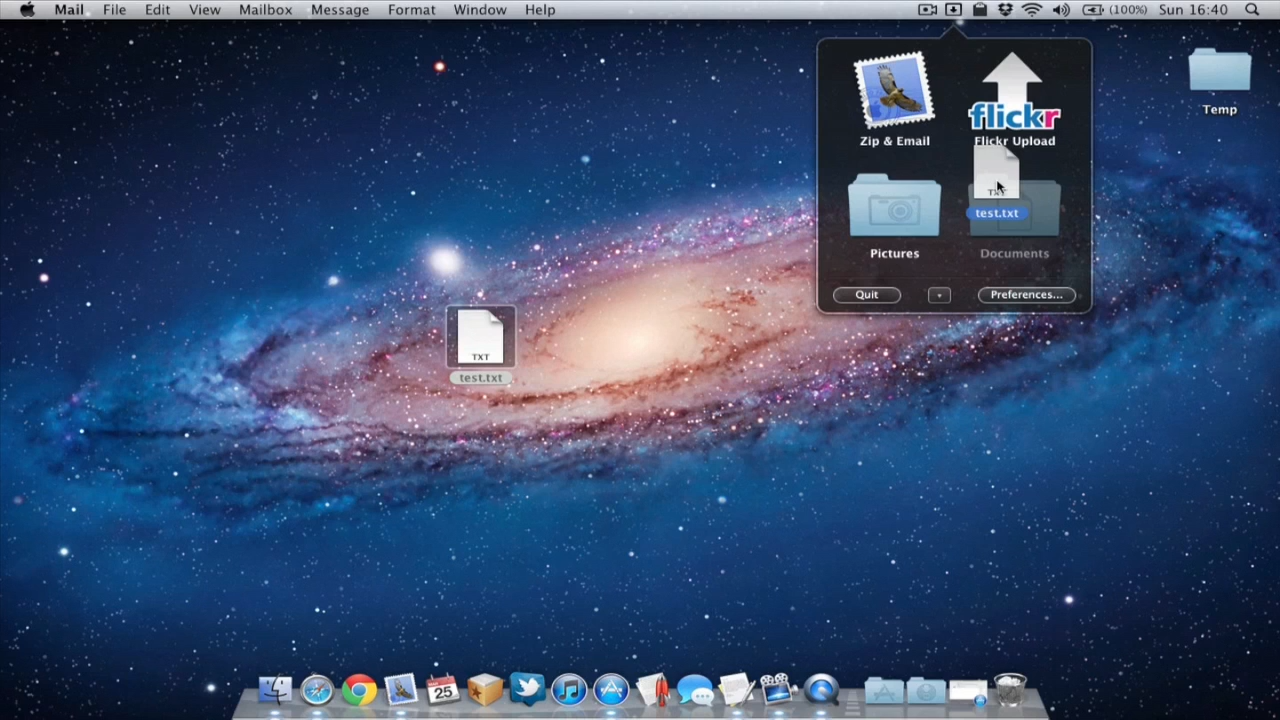 Mail File Edit View Mailbox Message Format Window Help (100%) Sun 16:40
flickr
Zip & Email Flickr Upload
Temp
TXT
test.txt
Pictures Documents
Quit Preferences...
TXT
test.txt
25